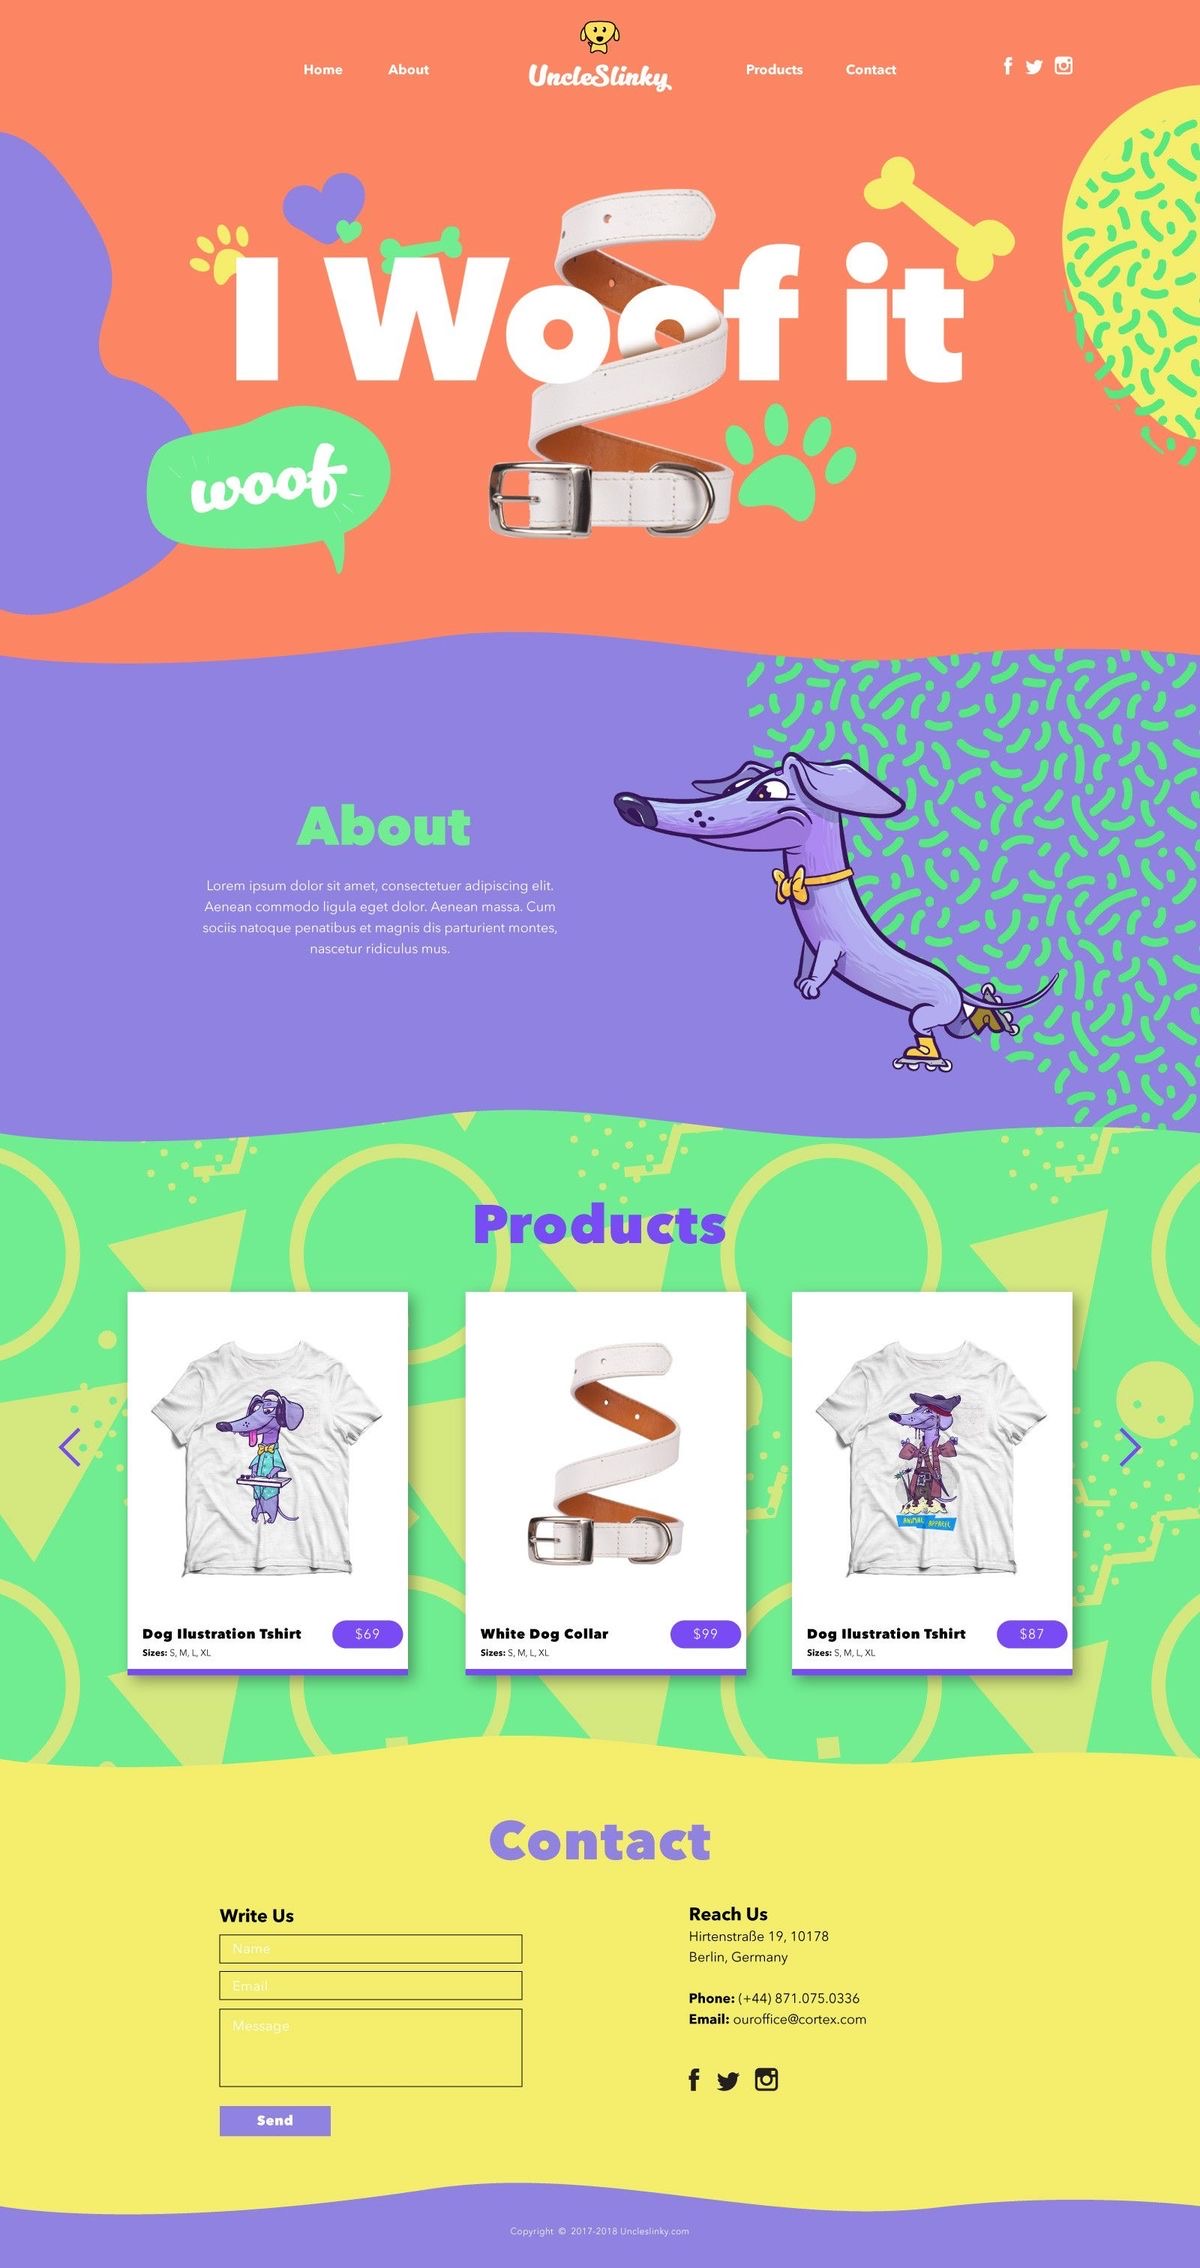 Home
About
UncleSlinky
Products
Contact
I Woof it
woof
About
Lorem ipsum dolor sit amet, consectetuer adipiscing elit.
Aenean commodo ligula eget dolor. Aenean massa. Cum
sociis natoque penatibus et magnis dis parturient montes,
nascetur ridiculus mus.
Products
ANIMAL APPAREL
Dog Ilustration Tshirt
$69
Sizes: S, M, L, XL
White Dog Collar
$99
Sizes: S, M, L, XL
Dog Ilustration Tshirt
$87
Sizes: S, M, L, XL
Contact
Write Us
Name
Email
Message
Send
Reach Us
Hirtenstraße 19, 10178
Berlin, Germany
Phone: (+44) 871.075.0336
Email: ouroffice@cortex.com
Copyright © 2017-2018 Uncleslinky.com